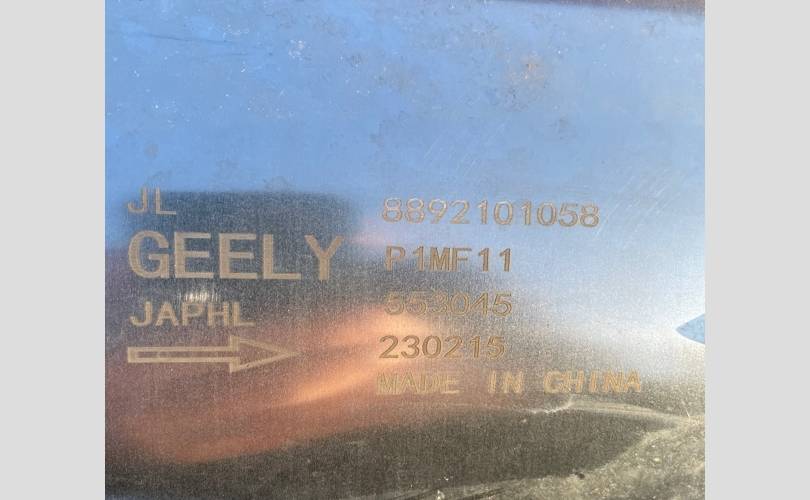 JL
GEELY
JAPHL
8892101058
P1MF11
553045
230215
MADE IN CHINA